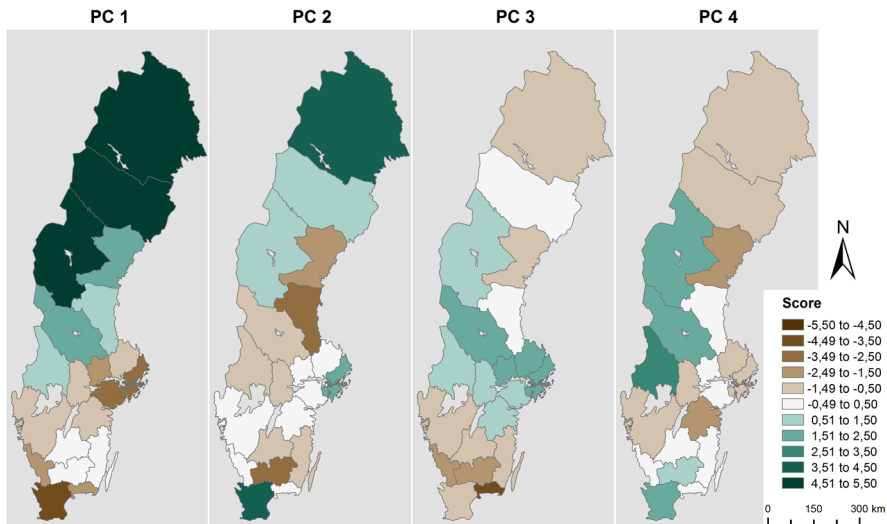 PC 1 PC 2 PC 3 PC 4
N
Score
-5,50 to -4,50
-4,49 to -3,50
-3,49 to -2,50
-2,49 to -1,50
-1,49 to -0,50
-0,49 to 0,50
0,51 to 1,50
1,51 to 2,50
2,51 to 3,50
3,51 to 4,50
4,51 to 5,50
0 150 300 km